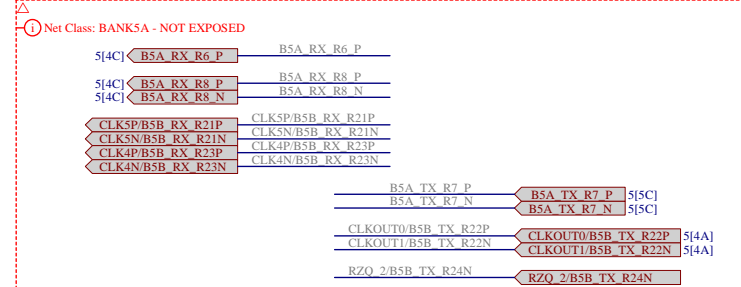 i Net Class: BANK5A - NOT EXPOSED
5[4C] B5A_RX_R6_P B5A_RX_R6_P
5[4C] B5A_RX_R8_P B5A_RX_R8_P
5[4C] B5A_RX_R8_N B5A_RX_R8_N
CLK5P/B5B_RX_R21P CLK5P/B5B_RX_R21P
CLK5N/B5B_RX_R21N CLK5N/B5B_RX_R21N
CLK4P/B5B_RX_R23P CLK4P/B5B_RX_R23P
CLK4N/B5B_RX_R23N CLK4N/B5B_RX_R23N
B5A_TX_R7_P B5A_TX_R7_P 5[5C]
B5A_TX_R7_N B5A_TX_R7_N 5[5C]
CLKOUT0/B5B_TX_R22P CLKOUT0/B5B_TX_R22P 5[4A]
CLKOUT1/B5B_TX_R22N CLKOUT1/B5B_TX_R22N 5[4A]
RZQ_2/B5B_TX_R24N RZQ_2/B5B_TX_R24N